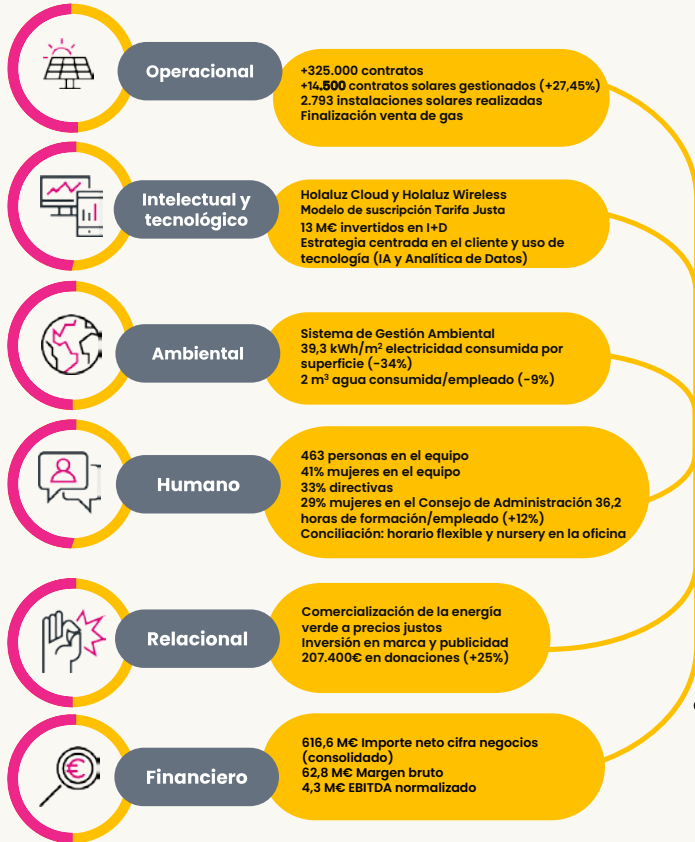 Operacional
+325.000 contratos
+14.500 contratos solares gestionados (+27,45%)
2.793 instalaciones solares realizadas
Finalización venta de gas
Intelectual y
tecnológico
Holaluz Cloud y Holaluz Wireless
Modelo de suscripción Tarifa Justa
13 M€ invertidos en I+D
Estrategia centrada en el cliente y uso de
tecnología (IA y Analítica de Datos)
Ambiental
Sistema de Gestión Ambiental
39,3 kWh/m² electricidad consumida por
superficie (-34%)
2 m³ agua consumida/empleado (-9%)
Humano
463 personas en el equipo
41% mujeres en el equipo
33% directivas
29% mujeres en el Consejo de Administración 36,2
horas de formación/empleado (+12%)
Conciliación: horario flexible y nursery en la oficina
Relacional
Comercialización de la energía
verde a precios justos
Inversión en marca y publicidad
207.400€ en donaciones (+25%)
Financiero
€
616,6 M€ Importe neto cifra negocios
(consolidado)
62,8 M€ Margen bruto
4,3 M€ EBITDA normalizado